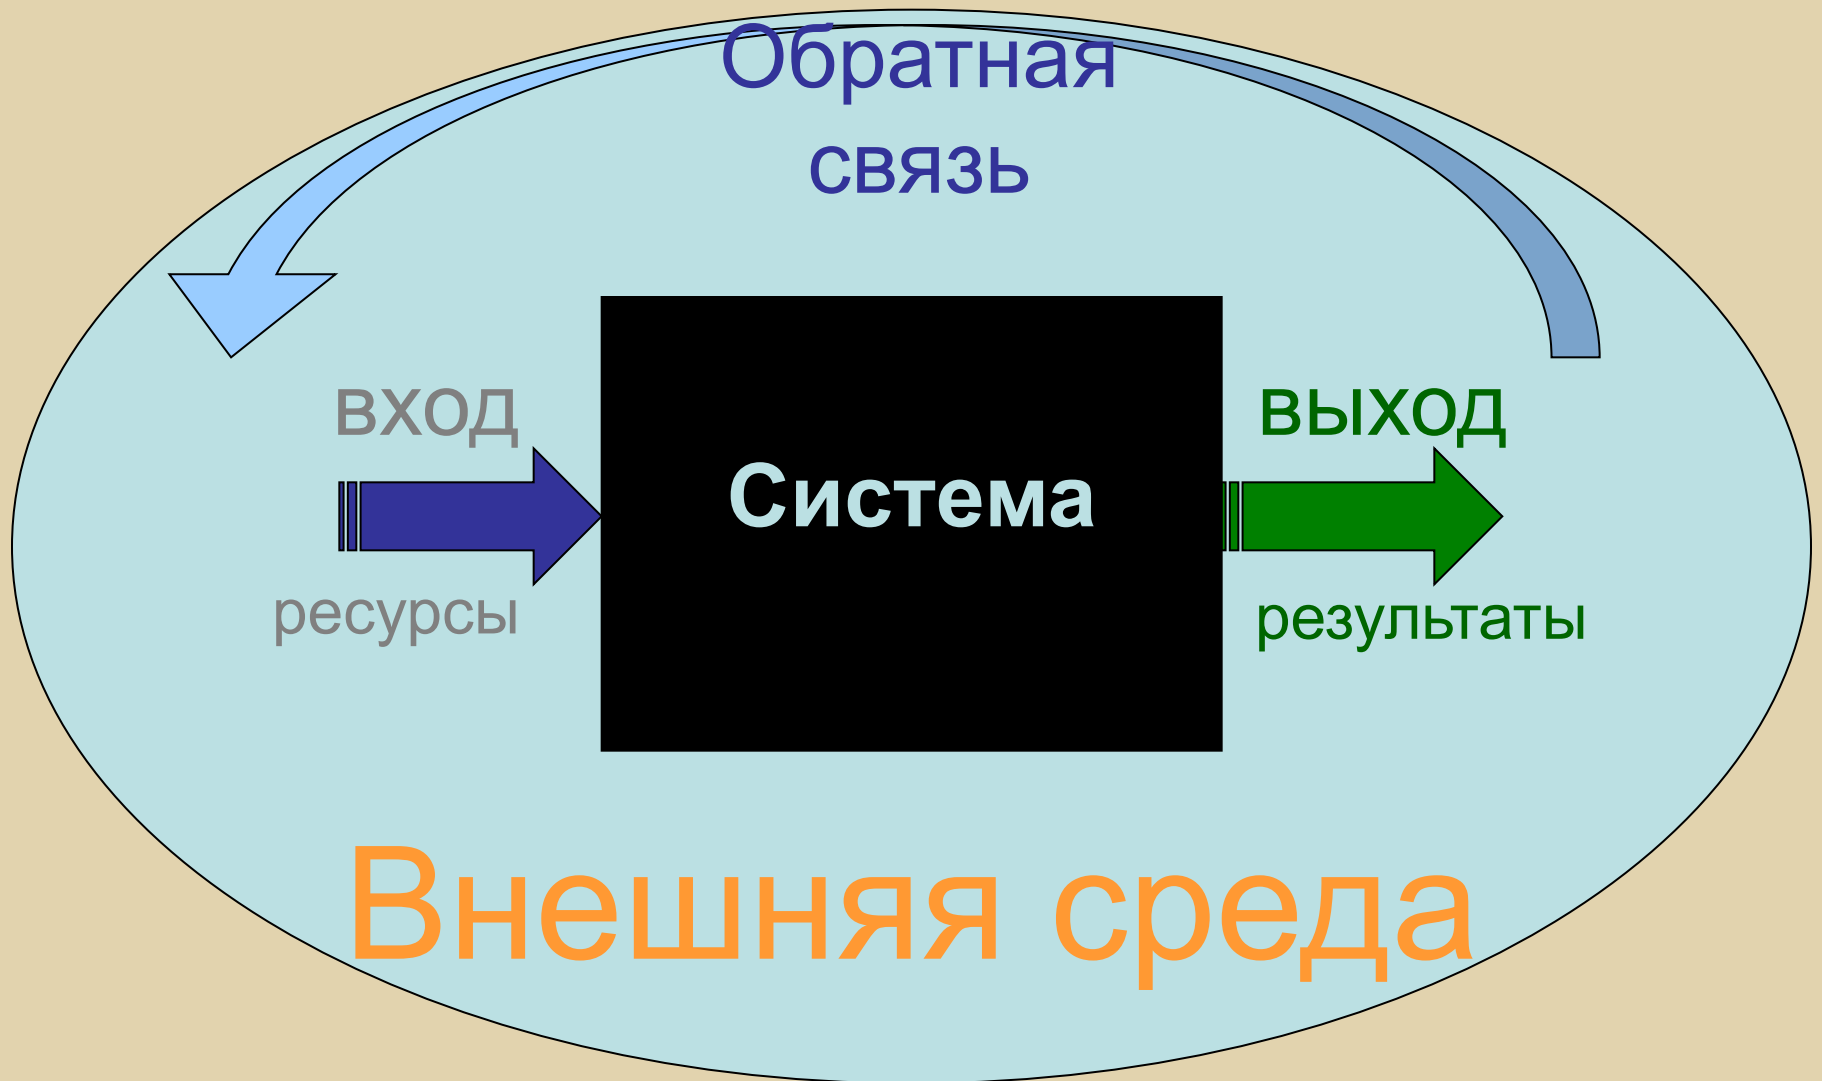 Обратная
связь
вход
выход
Система
ресурсы
результаты
Внешняя среда